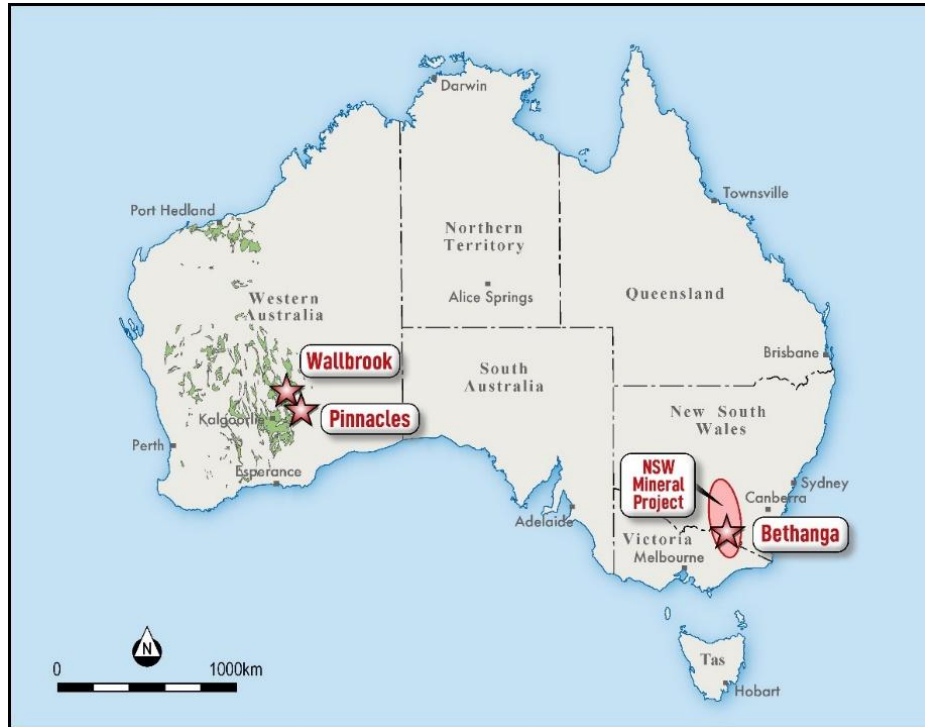 Darwin
Port Hedland
Townsville
Northern
Territory
Western
Australia
Alice Springs
Queensland
Wallbrook
Brisbane
South
Australia
Kalgoorlie
Pinnacles
New South
Wales
Perth
Esperance
NSW
Mineral
Project
Sydney
Canberra
Adelaide
Bethanga
Victoria
Melbourne
N
0 1000km
Tas
Hobart